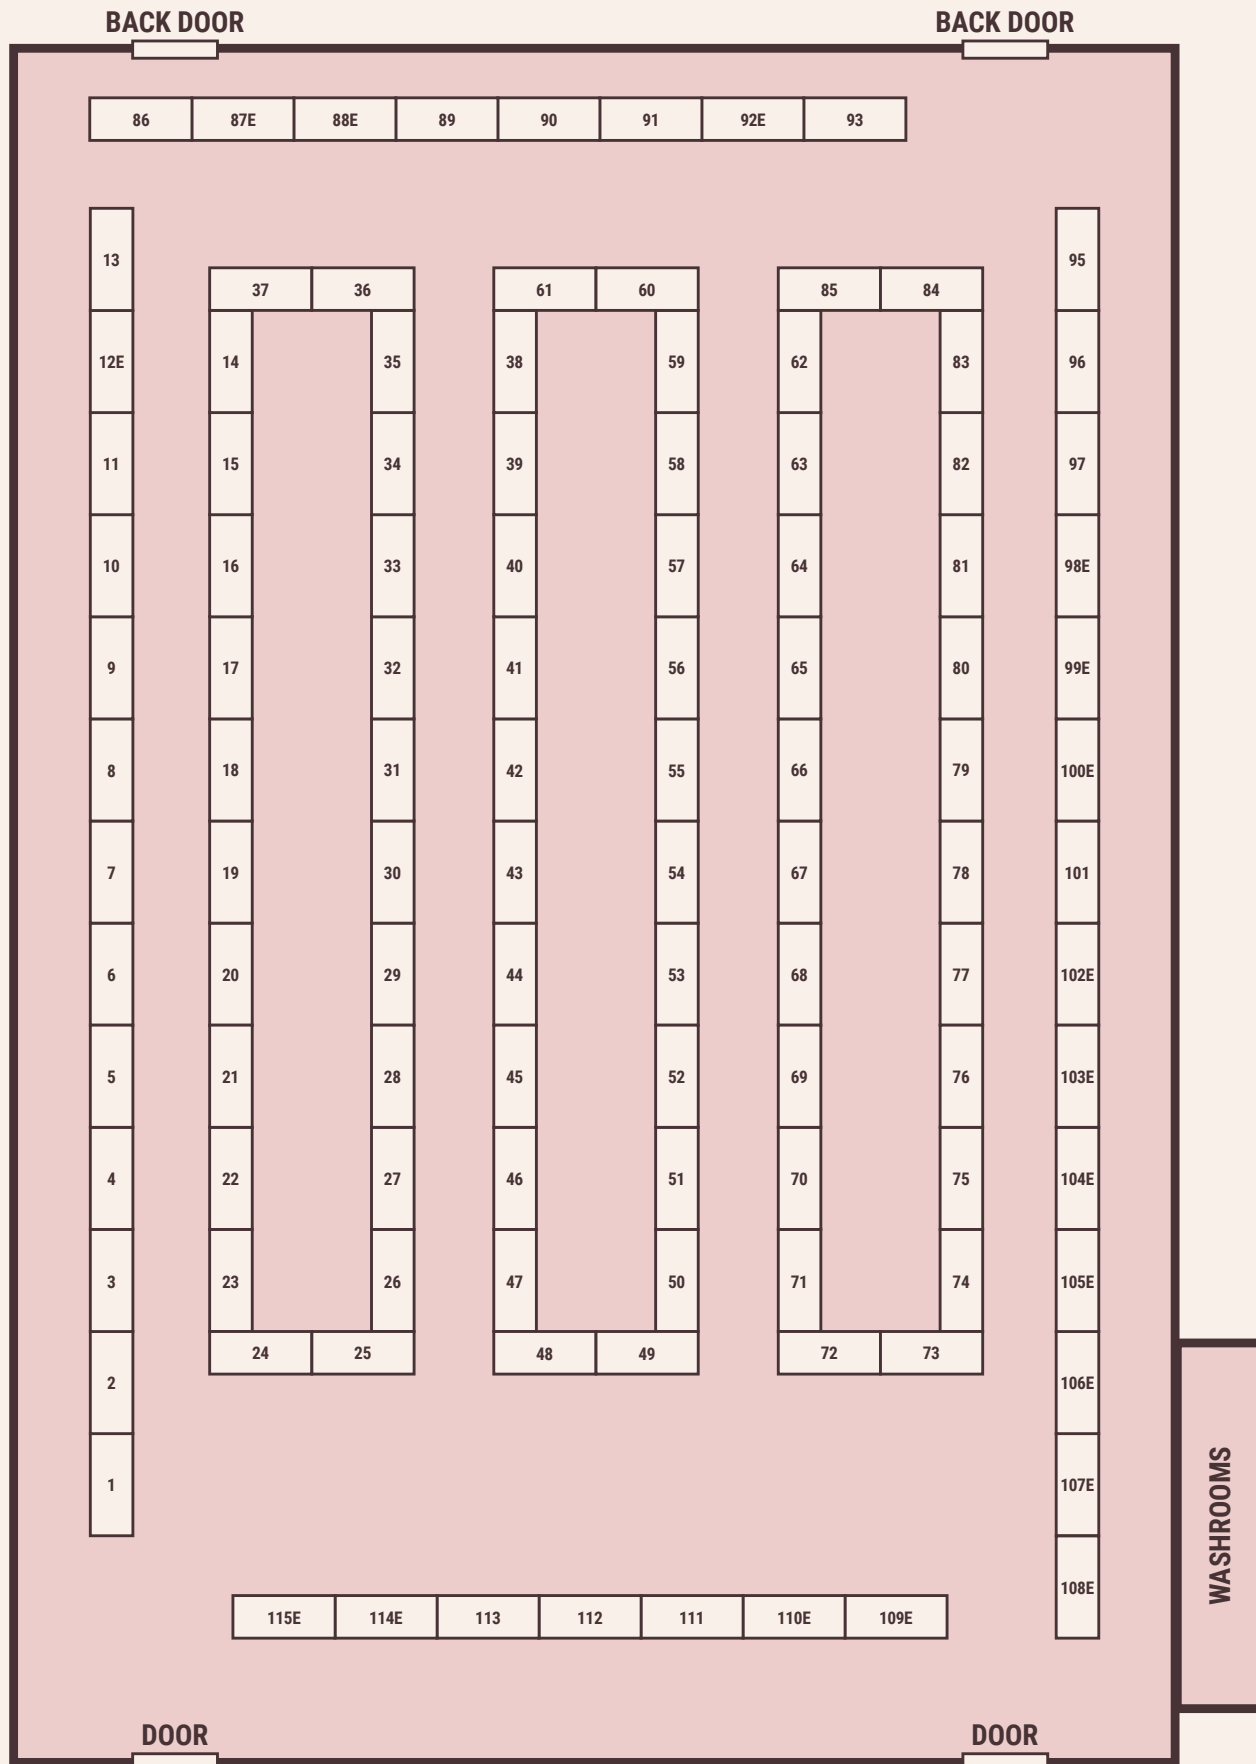 BACK DOOR BACK DOOR
86 87E 88E 89 90 91 92E 93
13 95
37 36 61 60 85 84
12E 14 35 38 59 62 83 96
11 15 34 39 58 63 82 97
10 16 33 40 57 64 81 98E
9 17 32 41 56 65 80 99E
8 18 31 42 55 66 79 100E
7 19 30 43 54 67 78 101
6 20 29 44 53 68 77 102E
5 21 28 45 52 69 76 103E
4 22 27 46 51 70 75 104E
3 23 26 47 50 71 74 105E
24 25 48 49 72 73
2 106E
1 107E
WASHROOMS
108E
115E 114E 113 112 111 110E 109E
DOOR DOOR